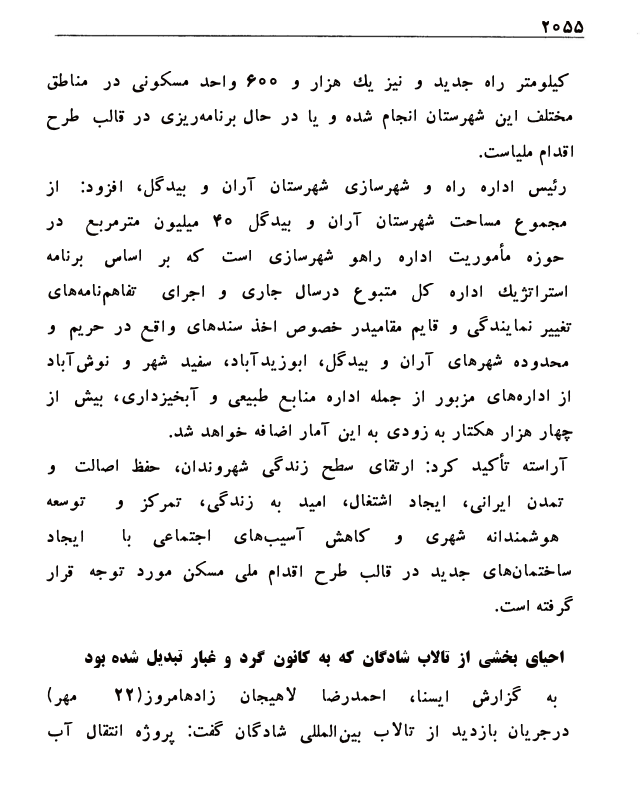 ۲۰۵۵
کیلومتر راه جدید و نیز یك هزار و ۶۰۰ واحد مسکونی در مناطق
مختلف این شهرستان انجام شده و یا در حال برنامه‌ریزی در قالب طرح
اقدام ملیاست.
رئیس اداره راه و شهرسازی شهرستان آران و بیدگل، افزود: از
مجموع مساحت شهرستان آران و بیدگل ۴۰ میلیون مترمربع در
حوزه مأموریت اداره راهو شهرسازی است که بر اساس برنامه
استراتژیك اداره کل متبوع درسال جاری و اجرای تفاهم‌نامه‌های
تغییر نمایندگی و قایم مقامیدر خصوص اخذ سندهای واقع در حریم و
محدوده شهرهای آران و بیدگل، ابوزیدآباد، سفید شهر و نوش‌آباد
از اداره‌های مزبور از جمله اداره منابع طبیعی و آبخیزداری، بیش از
چهار هزار هکتار به زودی به این آمار اضافه خواهد شد.
آراسته تأکید کرد: ارتقای سطح زندگی شهروندان، حفظ اصالت و
تمدن ایرانی، ایجاد اشتغال، امید به زندگی، تمرکز و توسعه
هوشمندانه شهری و کاهش آسیب‌های اجتماعی با ایجاد
ساختمان‌های جدید در قالب طرح اقدام ملی مسکن مورد توجه قرار
گرفته است.
احیای بخشی از تالاب شادگان که به کانون گرد و غبار تبدیل شده بود
به گزارش ایسنا، احمدرضا لاهیجان زادهامروز(۲۲ مهر)
درجریان بازدید از تالاب بین‌المللی شادگان گفت: پروژه انتقال آب